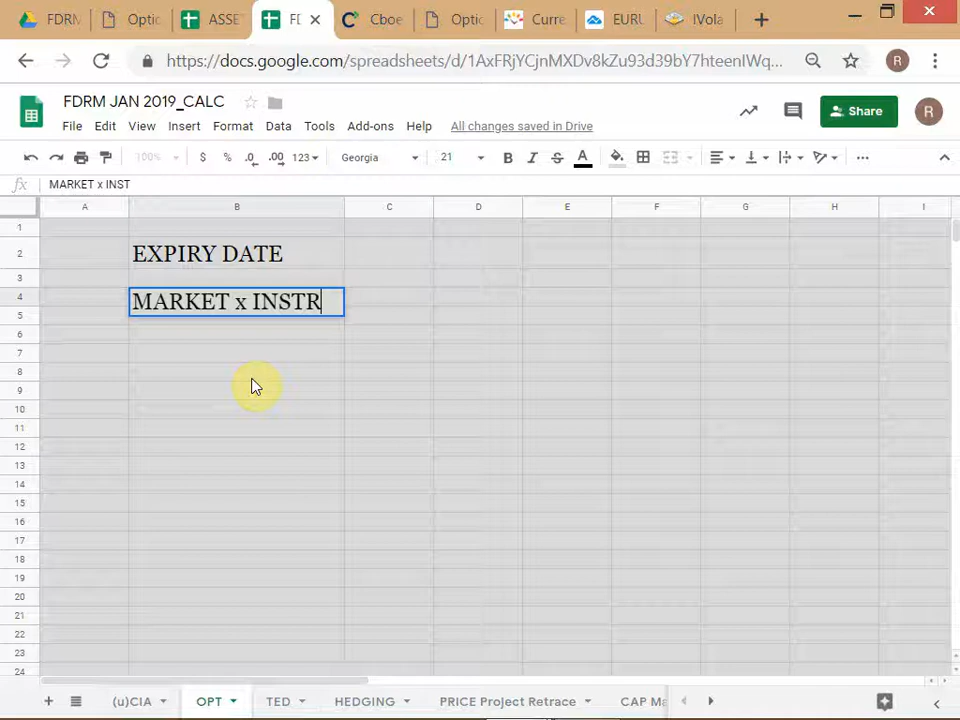 FDRM
Optic
ASSE
FD
Cboe
Optic
Curre
EURU
IVola
https://docs.google.com/spreadsheets/d/1AxFRjYCjnMXDv8kZu93d39bY7hteenIWq...
R
FDRM JAN 2019_CALC
Share
R
File Edit View Insert Format Data Tools Add-ons Help All changes saved in Drive
100% $ % .0 .00 123 Georgia 21 B I S A
fx MARKET x INST
A B C D E F G H I
1
2 EXPIRY DATE
3
4 MARKET x INSTR
5
6
7
8
9
10
11
12
13
14
15
16
17
18
19
20
21
22
23
24
(u)CIA OPT TED HEDGING PRICE Project Retrace CAP Ma